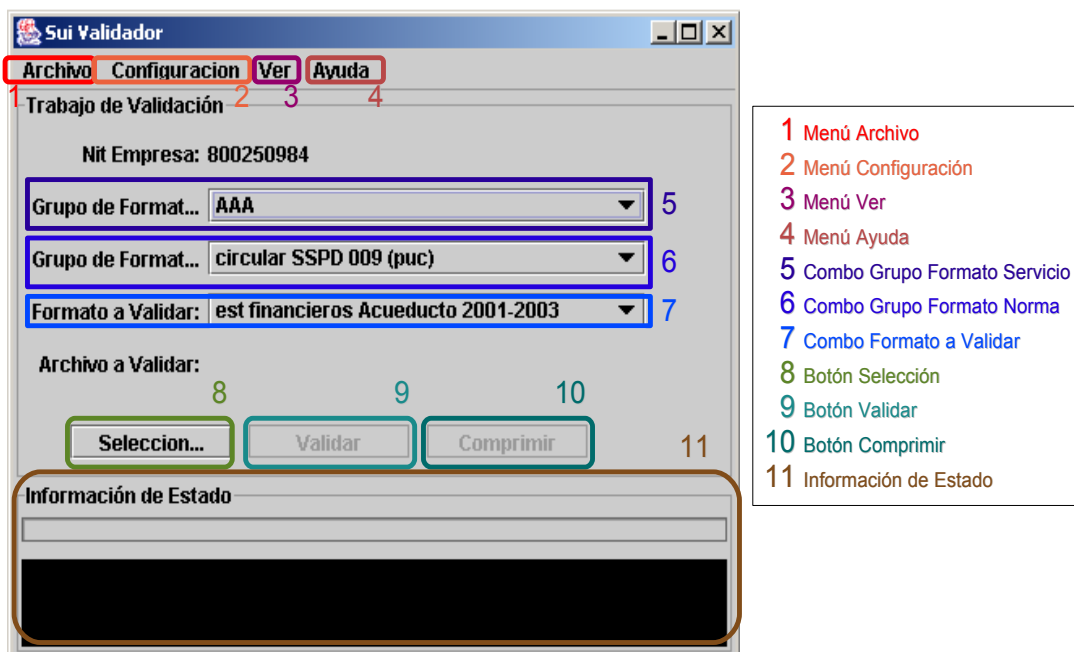 Sui Validador
Archivo Configuracion Ver Ayuda
1 2 3 4
Trabajo de Validación
Nit Empresa: 800250984
Grupo de Format... AAA 5
Grupo de Format... circular SSPD 009 (puc) 6
Formato a Validar: est financieros Acueducto 2001-2003 7
Archivo a Validar:
8 9 10
Seleccion... Validar Comprimir 11
Información de Estado
1 Menú Archivo
2 Menú Configuración
3 Menú Ver
4 Menú Ayuda
5 Combo Grupo Formato Servicio
6 Combo Grupo Formato Norma
7 Combo Formato a Validar
8 Botón Selección
9 Botón Validar
10 Botón Comprimir
11 Información de Estado